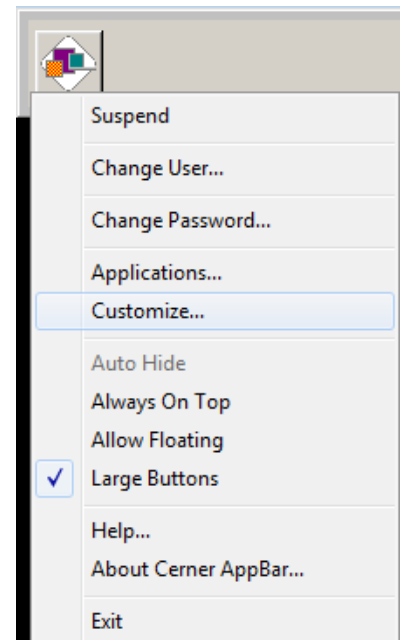 Suspend
Change User...
Change Password...
Applications...
Customize...
Auto Hide
Always On Top
Allow Floating
Large Buttons
Help...
About Cerner AppBar...
Exit